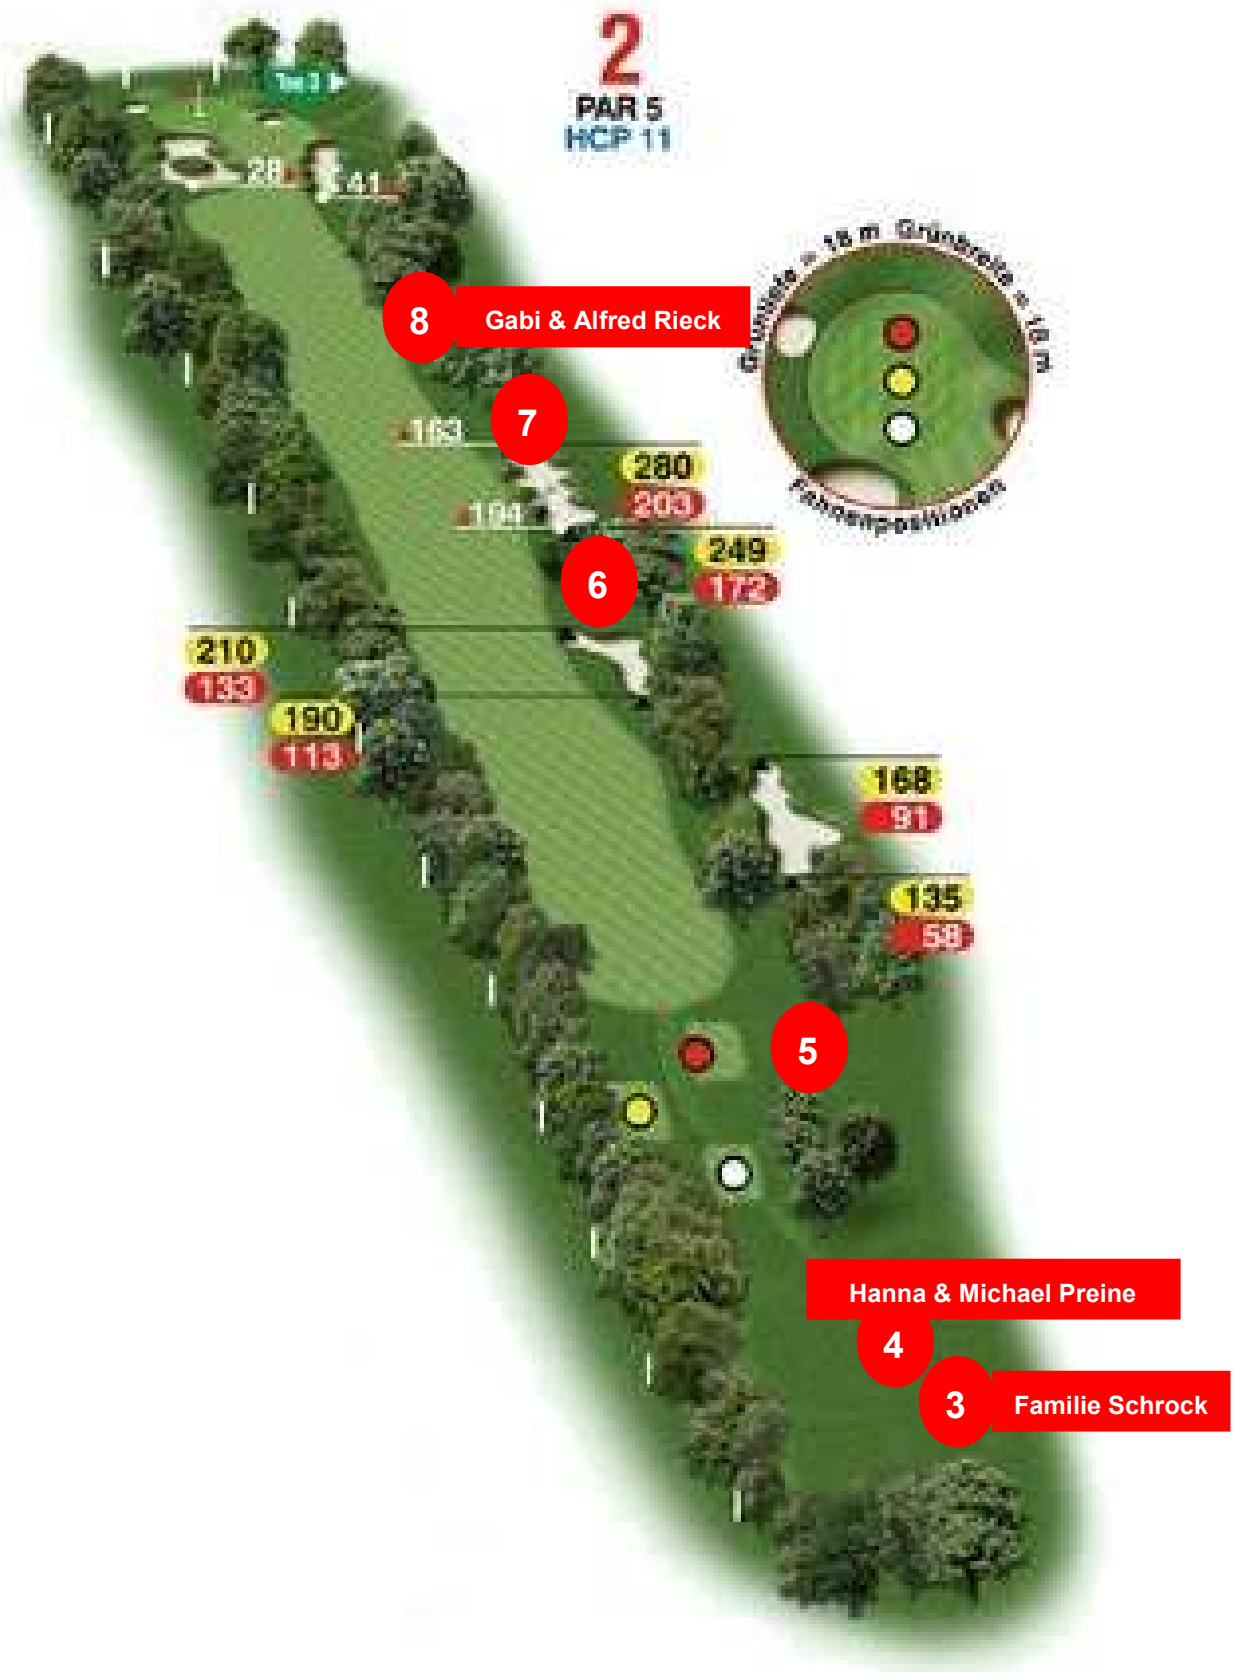 2
PAR 5
HCP 11
Tee 3
28
41
Grüntiefe = 18 m Grünbreite = 18 m
8
Gabi & Alfred Rieck
7
163
280
203
Fahnenpositionen
194
249
172
6
210
133
190
113
168
91
135
58
5
Hanna & Michael Preine
4
3
Familie Schrock